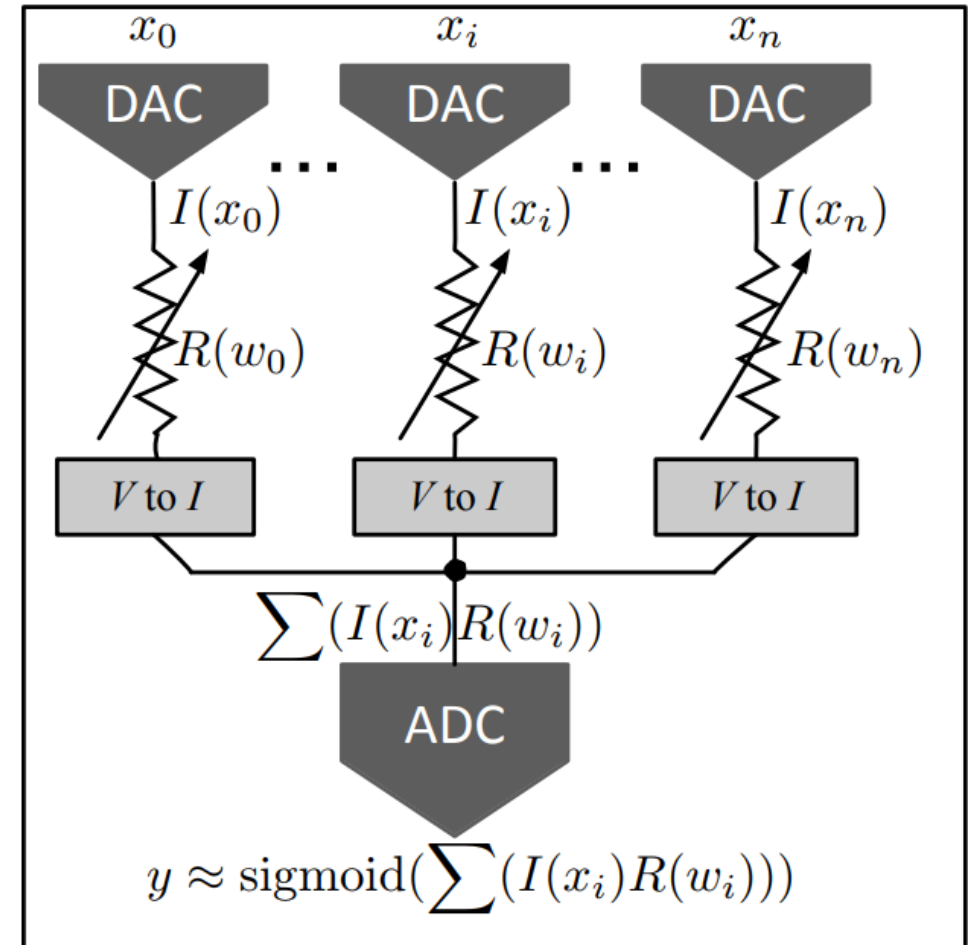 x_0 x_i x_n
DAC DAC DAC
... ...
I(x_0) I(x_i) I(x_n)
R(w_0) R(w_i) R(w_n)
V to I V to I V to I
∑(I(x_i)R(w_i))
ADC
y ≈ sigmoid(∑(I(x_i)R(w_i)))